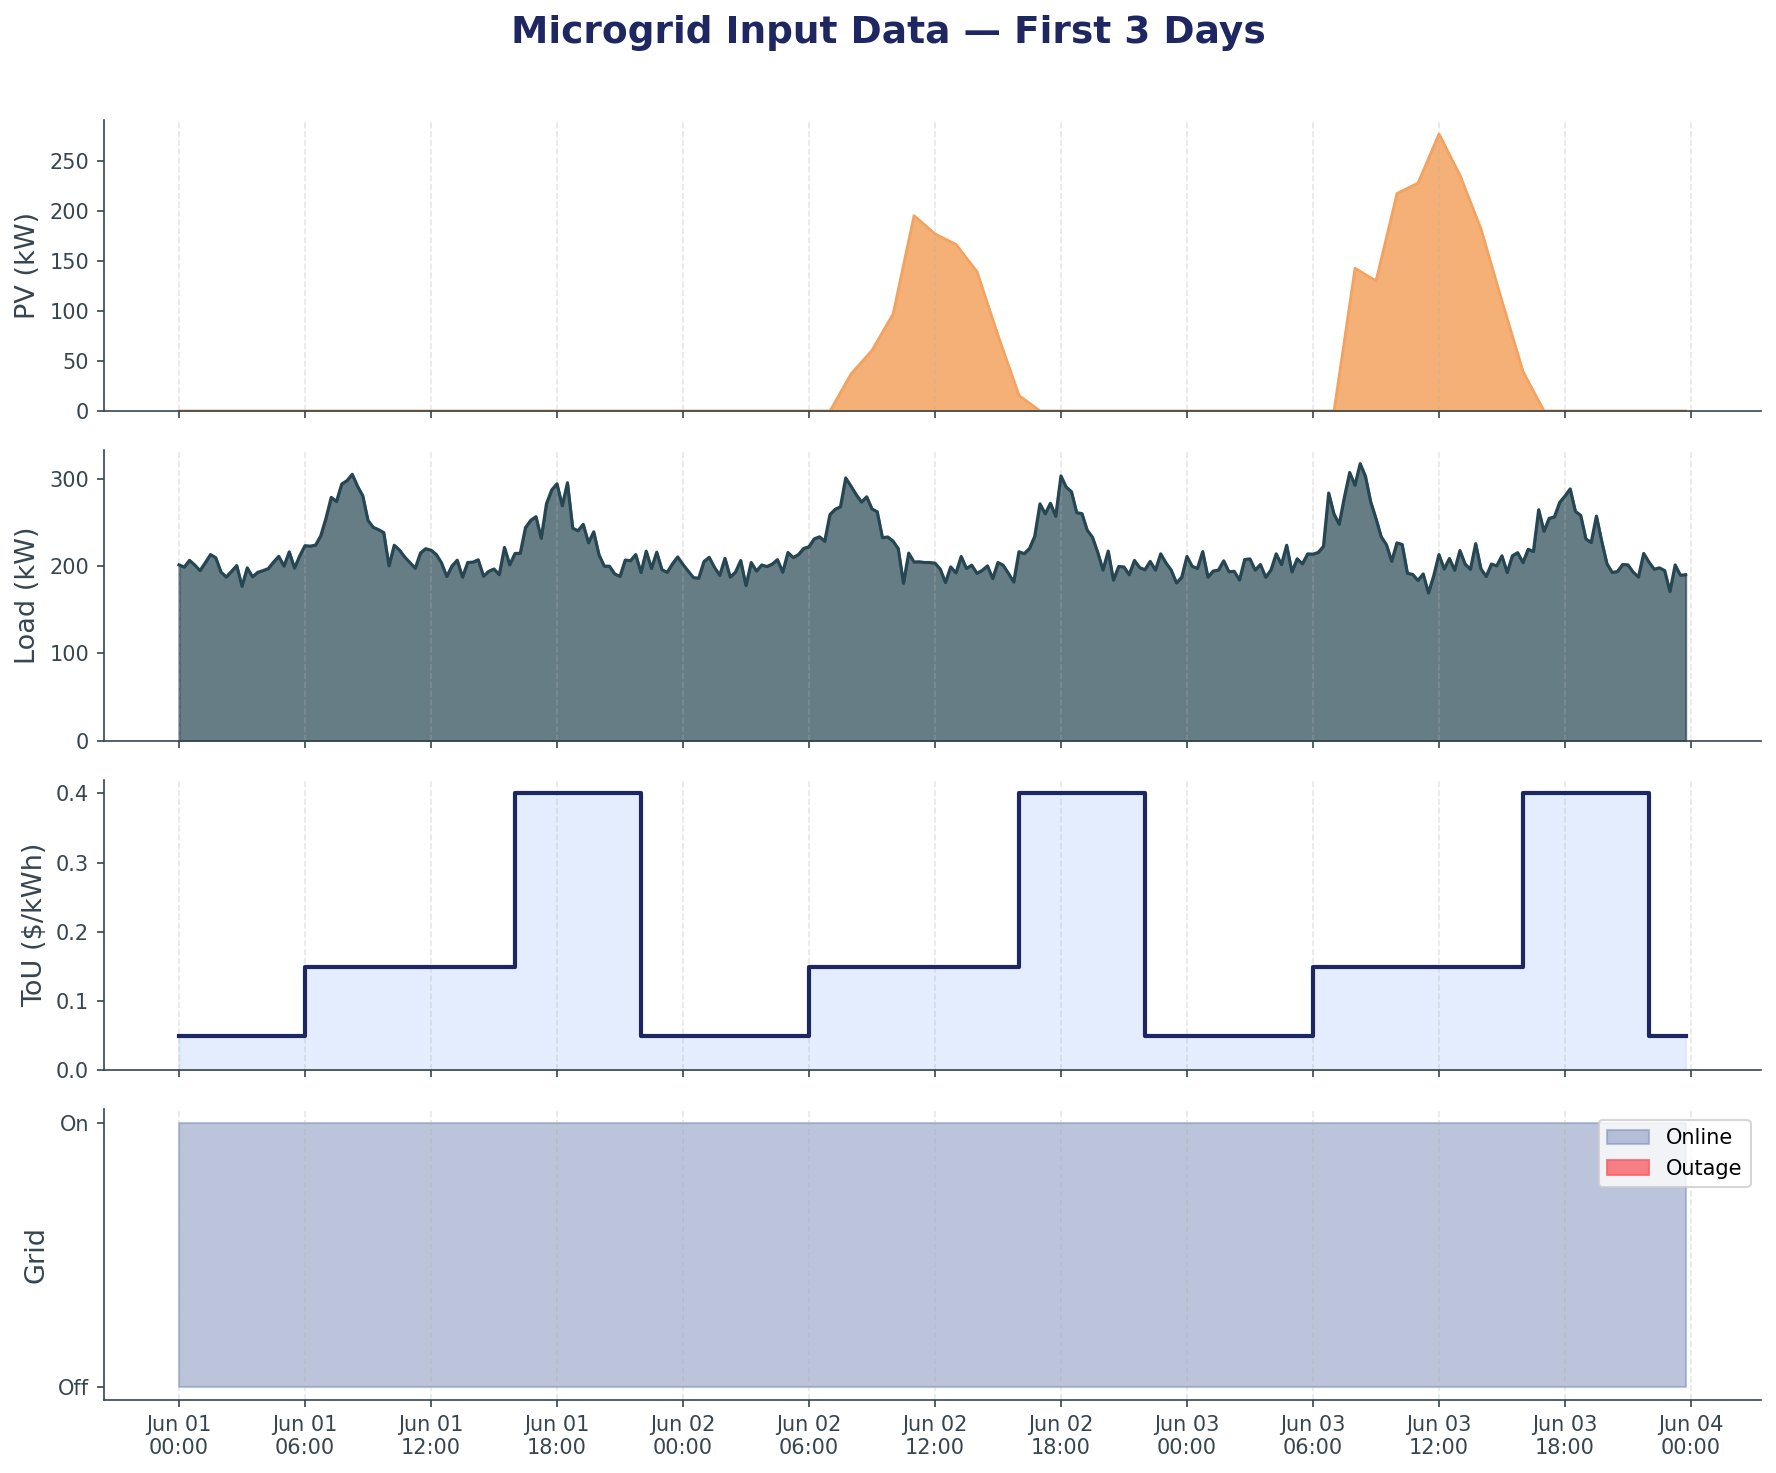 Microgrid Input Data — First 3 Days
PV (kW)
250
200
150
100
50
0
Load (kW)
300
200
100
0
ToU ($/kWh)
0.4
0.3
0.2
0.1
0.0
Grid
On
Off
Online
Outage
Jun 01 Jun 01 Jun 01 Jun 01 Jun 02 Jun 02 Jun 02 Jun 02 Jun 03 Jun 03 Jun 03 Jun 03 Jun 04
00:00 06:00 12:00 18:00 00:00 06:00 12:00 18:00 00:00 06:00 12:00 18:00 00:00